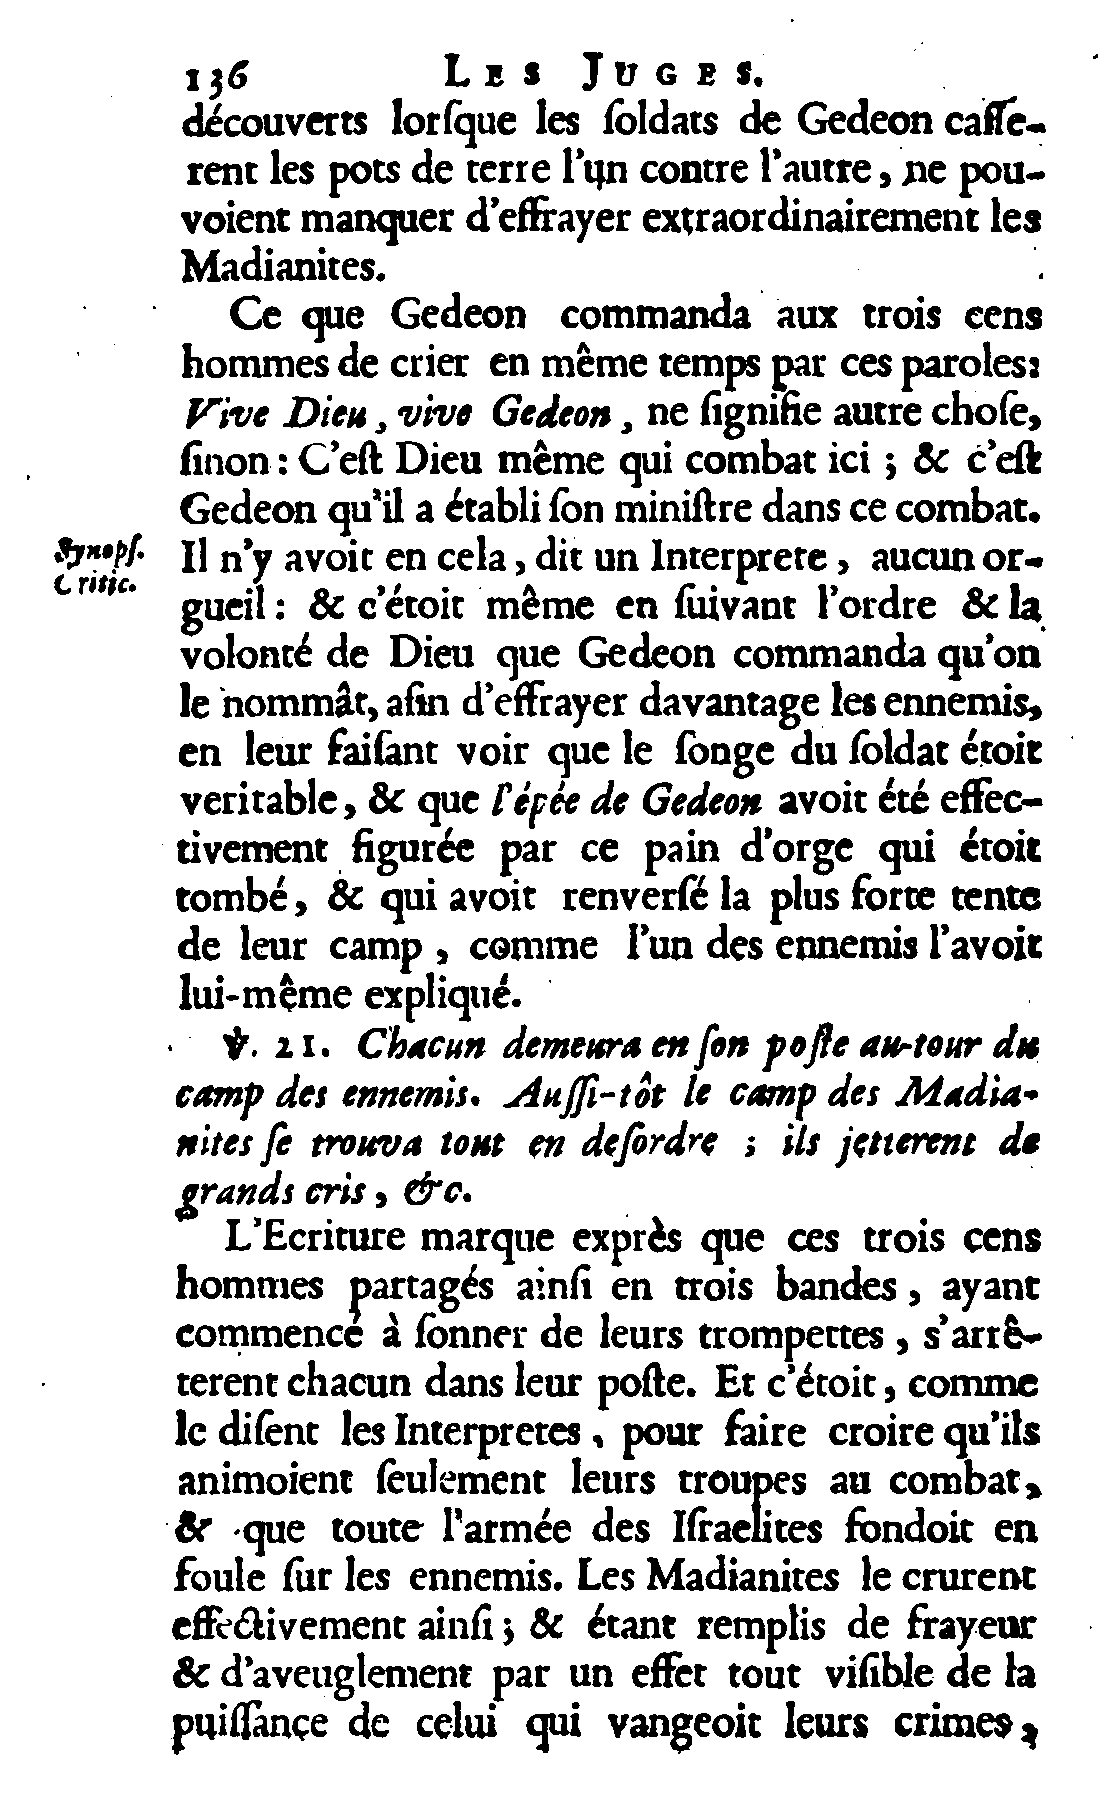 136 LES JUGES.
découverts lorſque les ſoldats de Gedeon caſſe-
rent les pots de terre l'un contre l'autre, ne pou-
voient manquer d'effrayer extraordinairement les
Madianites.
Ce que Gedeon commanda aux trois cens
hommes de crier en même temps par ces paroles:
Vive Dieu, vive Gedeon, ne ſignifie autre choſe,
ſinon: C'eſt Dieu même qui combat ici; & c'eſt
Gedeon qu'il a établi ſon miniſtre dans ce combat.
Synopſ.
Critic.
Il n'y avoit en cela, dit un Interprete, aucun or-
gueil: & c'étoit même en ſuivant l'ordre & la
volonté de Dieu que Gedeon commanda qu'on
le nommât, afin d'effrayer davantage les ennemis,
en leur faiſant voir que le ſonge du ſoldat étoit
veritable, & que l'épée de Gedeon avoit été effec-
tivement figurée par ce pain d'orge qui étoit
tombé, & qui avoit renverſé la plus forte tente
de leur camp, comme l'un des ennemis l'avoit
lui-même expliqué.
℣. 21. Chacun demeura en ſon poſte au-tour du
camp des ennemis. Auſſi-tôt le camp des Madia-
nites ſe trouva tout en deſordre; ils jetterent de
grands cris, &c.
L'Ecriture marque exprès que ces trois cens
hommes partagés ainſi en trois bandes, ayant
commencé à ſonner de leurs trompettes, s'arrê-
terent chacun dans leur poſte. Et c'étoit, comme
le diſent les Interpretes, pour faire croire qu'ils
animoient ſeulement leurs troupes au combat,
& que toute l'armée des Iſraelites fondoit en
foule ſur les ennemis. Les Madianites le crurent
effectivement ainſi; & étant remplis de frayeur
& d'aveuglement par un effet tout viſible de la
puiſſance de celui qui vangeoit leurs crimes,